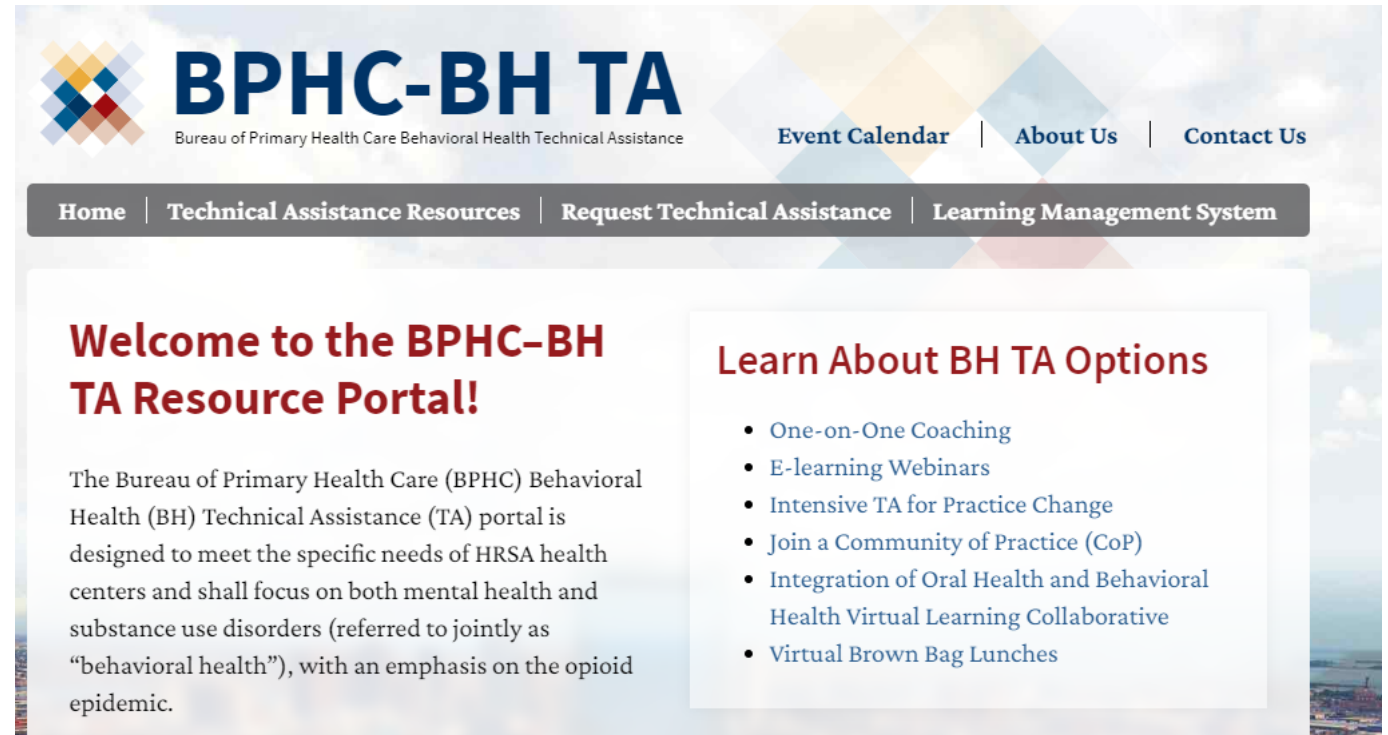 BPHC-BH TA
Bureau of Primary Health Care Behavioral Health Technical Assistance
Event Calendar
About Us
Contact Us
Home
Technical Assistance Resources
Request Technical Assistance
Learning Management System
Welcome to the BPHC–BH
TA Resource Portal!
The Bureau of Primary Health Care (BPHC) Behavioral
Health (BH) Technical Assistance (TA) portal is
designed to meet the specific needs of HRSA health
centers and shall focus on both mental health and
substance use disorders (referred to jointly as
“behavioral health”), with an emphasis on the opioid
epidemic.
Learn About BH TA Options
One-on-One Coaching
E-learning Webinars
Intensive TA for Practice Change
Join a Community of Practice (CoP)
Integration of Oral Health and Behavioral
Health Virtual Learning Collaborative
Virtual Brown Bag Lunches